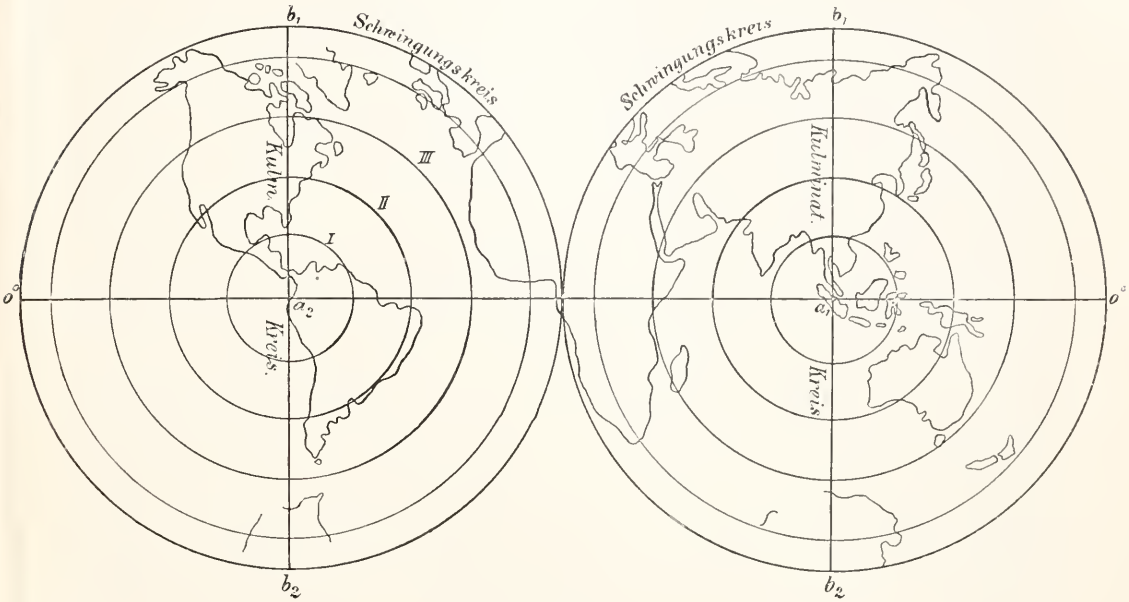 b₁
Schwingungskreis
Kulm.
Kreis.
I
II
III
0°
a₂
b₂
b₁
Schwingungskreis
Kulminat.
Kreis
a₁
0°
b₂